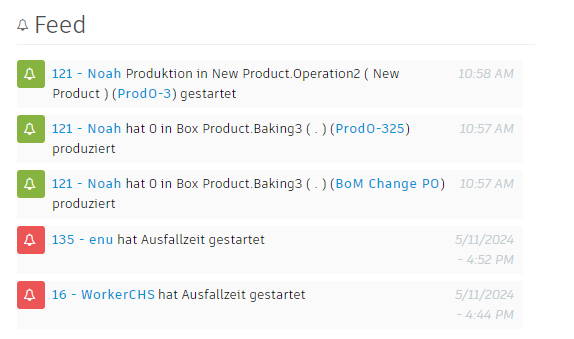 Feed
121 - Noah Produktion in New Product.Operation2 ( New
Product ) (ProdO-3) gestartet
10:58 AM
121 - Noah hat 0 in Box Product.Baking3 ( . ) (ProdO-325)
produziert
10:57 AM
121 - Noah hat 0 in Box Product.Baking3 ( . ) (BoM Change PO)
produziert
10:57 AM
135 - enu hat Ausfallzeit gestartet
5/11/2024
- 4:52 PM
16 - WorkerCHS hat Ausfallzeit gestartet
5/11/2024
- 4:44 PM